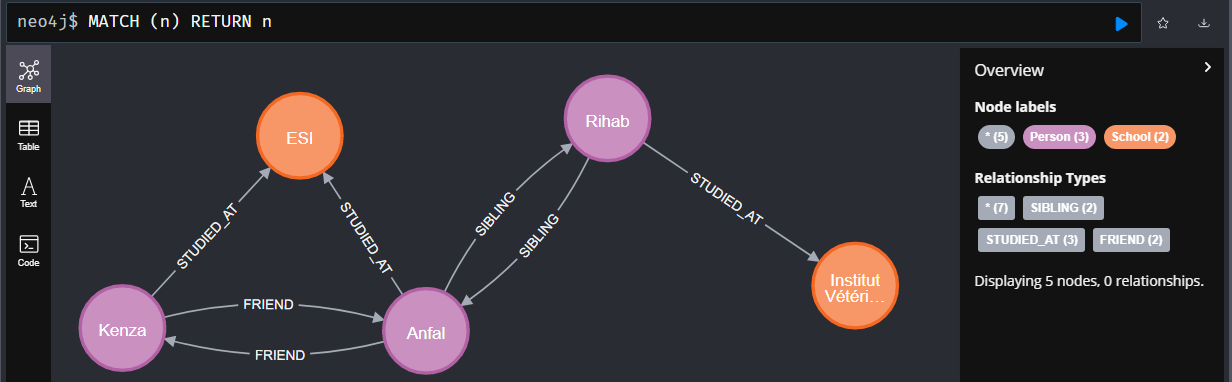 neo4j$ MATCH (n) RETURN n
Graph
Table
Text
Code
ESI
Rihab
Institut
Vétéri...
Kenza
Anfal
STUDIED_AT
STUDIED_AT
SIBLING
SIBLING
STUDIED_AT
FRIEND
FRIEND
Overview
Node labels
* (5) Person (3) School (2)
Relationship Types
* (7) SIBLING (2)
STUDIED_AT (3) FRIEND (2)
Displaying 5 nodes, 0 relationships.